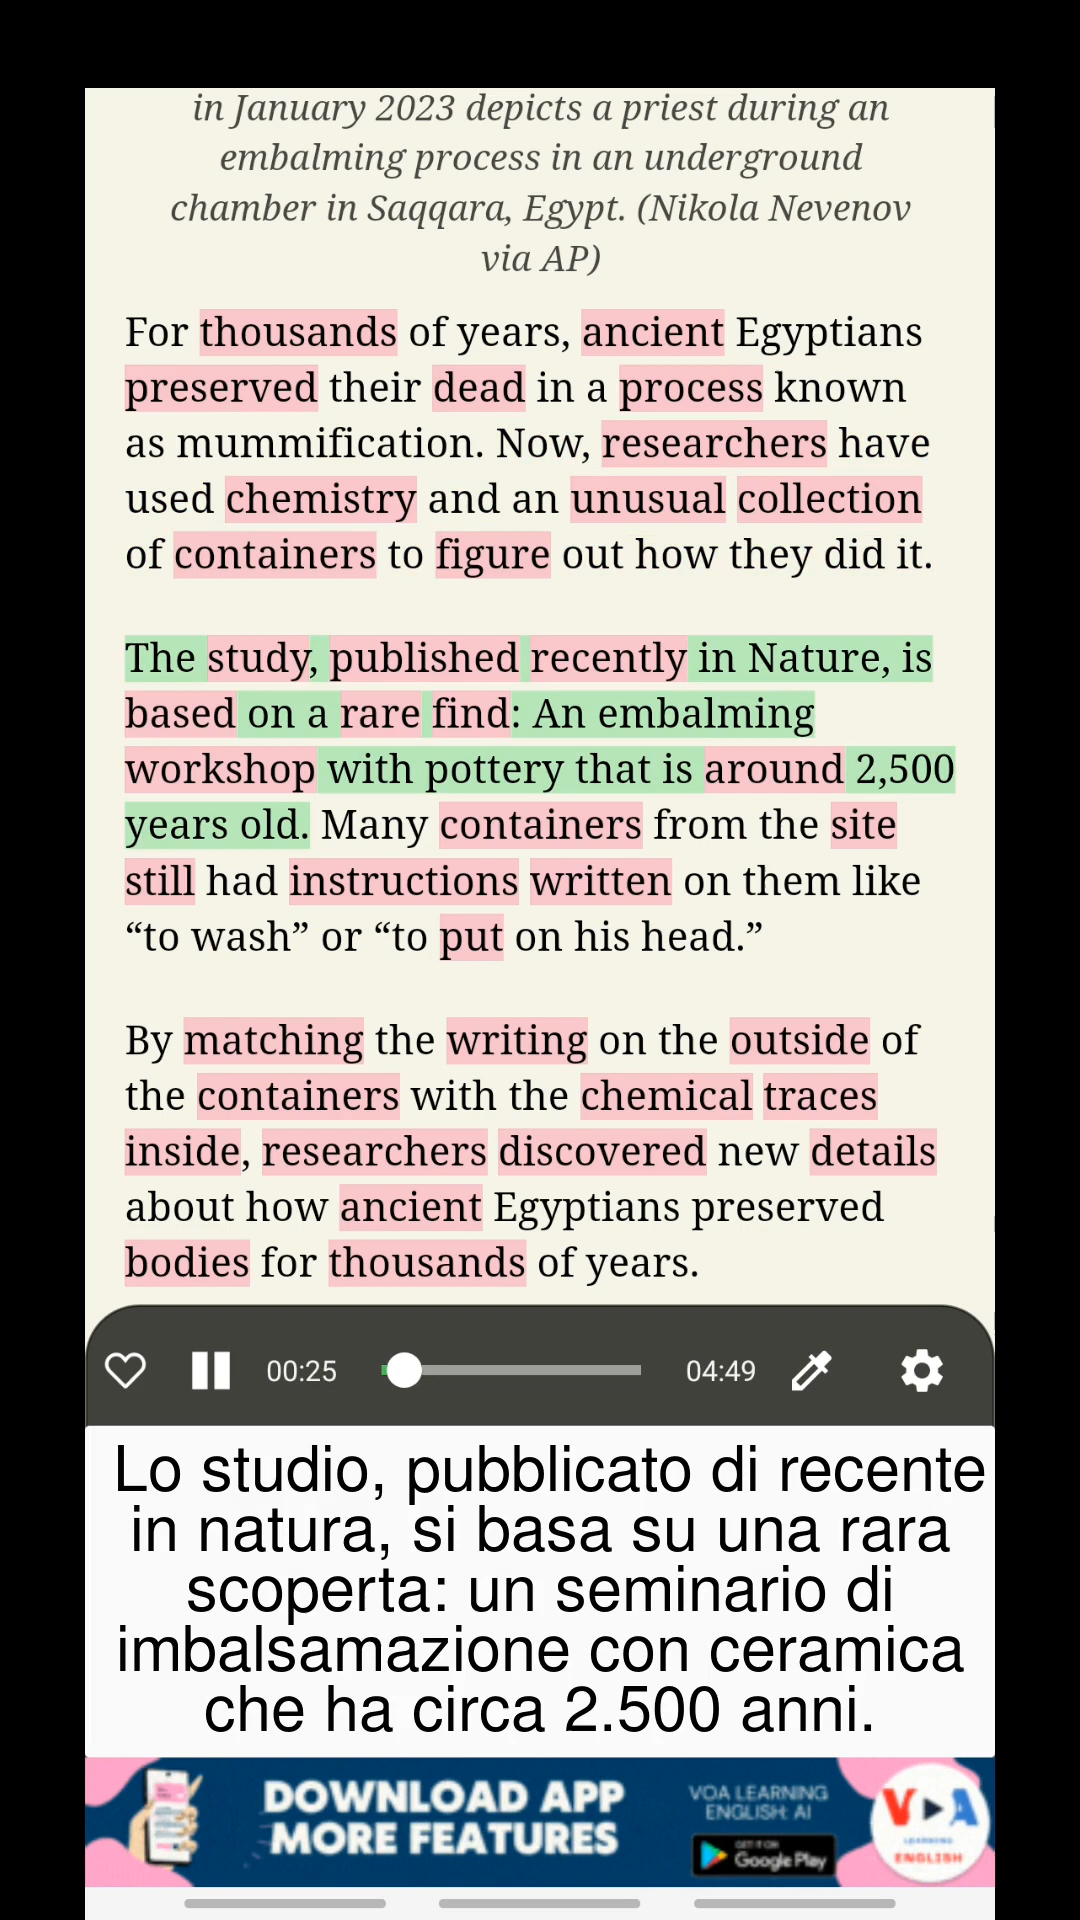 in January 2023 depicts a priest during an
embalming process in an underground
chamber in Saqqara, Egypt. (Nikola Nevenov
via AP)
For thousands of years, ancient Egyptians
preserved their dead in a process known
as mummification. Now, researchers have
used chemistry and an unusual collection
of containers to figure out how they did it.
The study, published recently in Nature, is
based on a rare find: An embalming
workshop with pottery that is around 2,500
years old. Many containers from the site
still had instructions written on them like
“to wash” or “to put on his head.”
By matching the writing on the outside of
the containers with the chemical traces
inside, researchers discovered new details
about how ancient Egyptians preserved
bodies for thousands of years.
00:25 04:49
Lo studio, pubblicato di recente
in natura, si basa su una rara
scoperta: un seminario di
imbalsamazione con ceramica
che ha circa 2.500 anni.
DOWNLOAD APP
MORE FEATURES
VOA LEARNING
ENGLISH: AI
GET IT ON
Google Play
VOA
LEARNING
ENGLISH